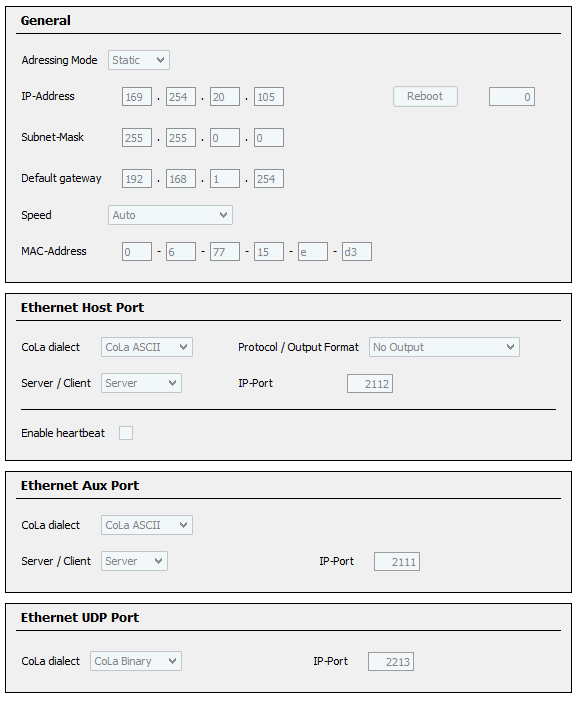 General
Adressing Mode Static
IP-Address 169 . 254 . 20 . 105 Reboot 0
Subnet-Mask 255 . 255 . 0 . 0
Default gateway 192 . 168 . 1 . 254
Speed Auto
MAC-Address 0 - 6 - 77 - 15 - e - d3
Ethernet Host Port
CoLa dialect CoLa ASCII Protocol / Output Format No Output
Server / Client Server IP-Port 2112
Enable heartbeat
Ethernet Aux Port
CoLa dialect CoLa ASCII
Server / Client Server IP-Port 2111
Ethernet UDP Port
CoLa dialect CoLa Binary IP-Port 2213